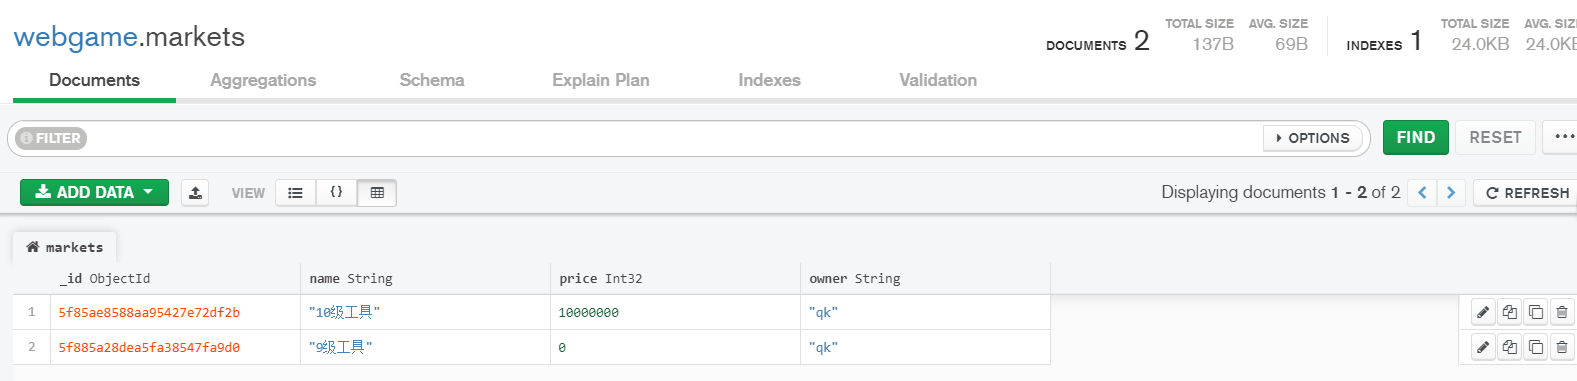 webgame.markets
DOCUMENTS 2 TOTAL SIZE 137B AVG. SIZE 69B INDEXES 1 TOTAL SIZE 24.0KB AVG. SIZE 24.0KB
Documents Aggregations Schema Explain Plan Indexes Validation
FILTER OPTIONS FIND RESET
ADD DATA VIEW {} Displaying documents 1 - 2 of 2 REFRESH
markets
_id ObjectId name String price Int32 owner String
1 5f85ae8588aa95427e72df2b "10级工具" 10000000 "qk"
2 5f885a28dea5fa38547fa9d0 "9级工具" 0 "qk"